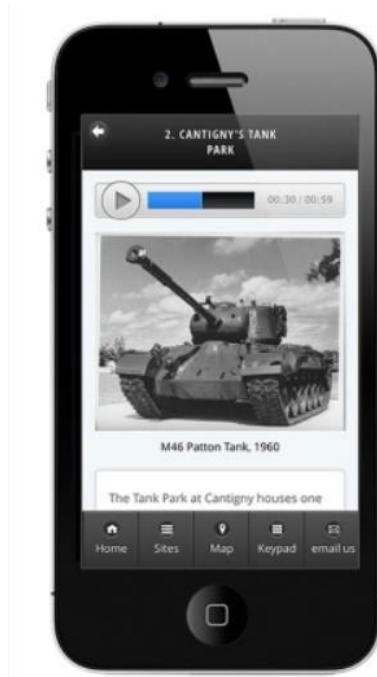 2. CANTIGNY'S TANK
PARK
00:30 / 00:59
M46 Patton Tank, 1960
The Tank Park at Cantigny houses one
Home Sites Map Keypad email us